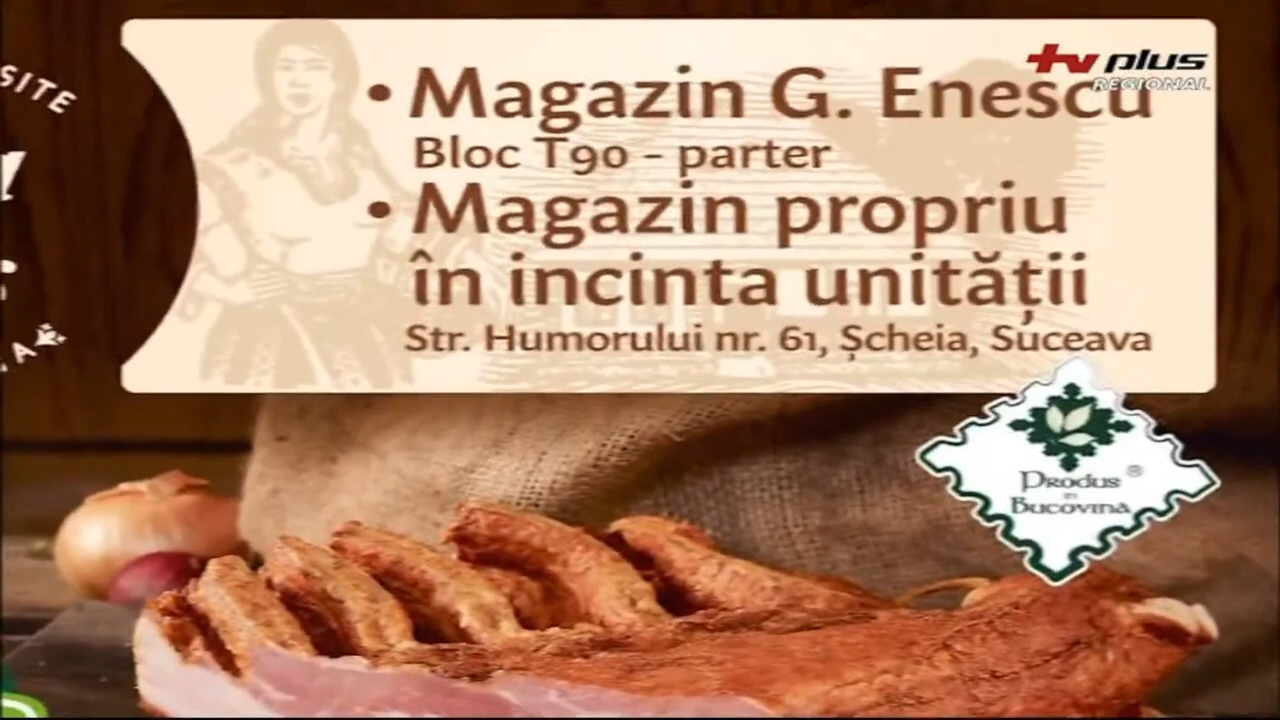 tv plus
REGIONAL
SITE
• Magazin G. Enescu
Bloc T90 - parter
• Magazin propriu
în incinta unității
Str. Humorului nr. 61, Șcheia, Suceava
Produs ®
în
Bucovina